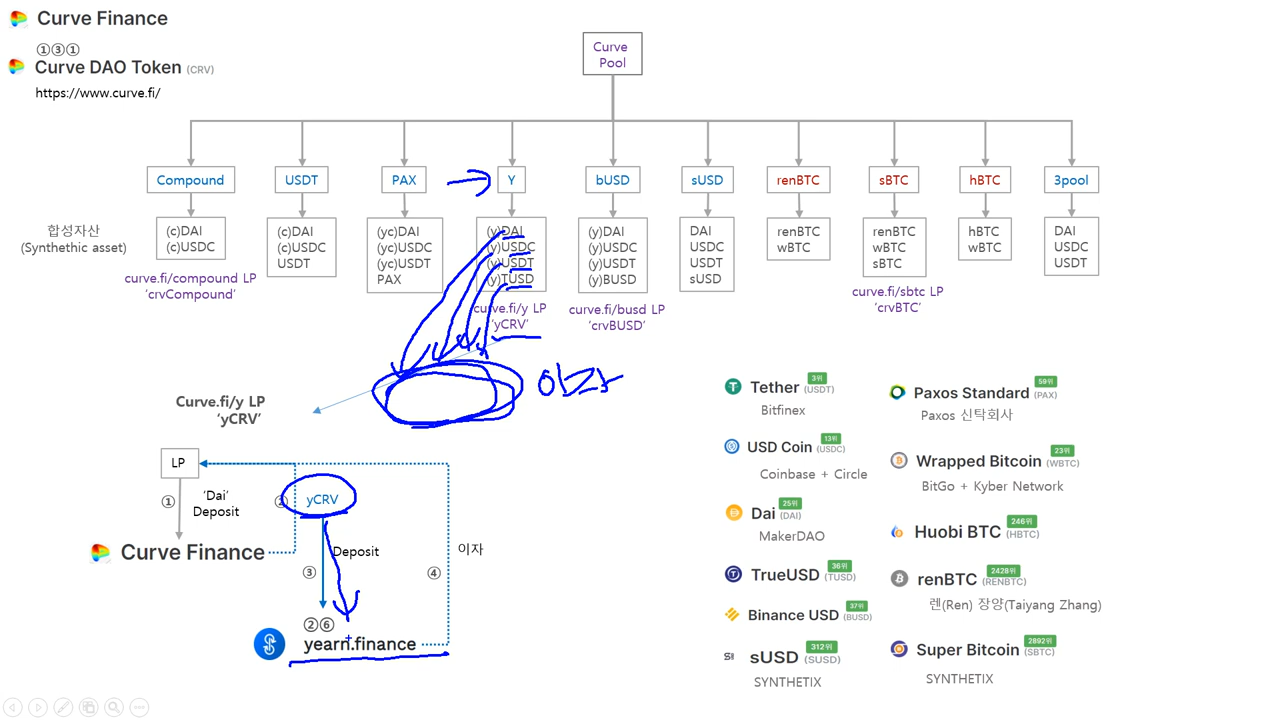 Curve Finance
①③①
Curve DAO Token (CRV)
https://www.curve.fi/
Curve Pool
Compound
USDT
PAX
Y
bUSD
sUSD
renBTC
sBTC
hBTC
3pool
합성자산
(Synthethic asset)
(c)DAI
(c)USDC
(c)DAI
(c)USDC
USDT
(yc)DAI
(yc)USDC
(yc)USDT
PAX
(y)DAI
(y)USDC
(y)USDT
(y)TUSD
(y)DAI
(y)USDC
(y)USDT
(y)BUSD
DAI
USDC
USDT
sUSD
renBTC
wBTC
renBTC
wBTC
sBTC
hBTC
wBTC
DAI
USDC
USDT
curve.fi/compound LP
‘crvCompound’
curve.fi/y LP
‘yCRV’
curve.fi/busd LP
‘crvBUSD’
curve.fi/sbtc LP
‘crvBTC’
이자
Curve.fi/y LP
‘yCRV’
LP
①
‘Dai’
Deposit
②
yCRV
Curve Finance
Deposit
③
④
이자
②⑥
yearn.finance
Tether (USDT) 3위
Bitfinex
USD Coin (USDC) 13위
Coinbase + Circle
Dai (DAI) 25위
MakerDAO
TrueUSD (TUSD) 36위
Binance USD (BUSD) 37위
sUSD (SUSD) 312위
SYNTHETIX
Paxos Standard (PAX) 59위
Paxos 신탁회사
Wrapped Bitcoin (WBTC) 23위
BitGo + Kyber Network
Huobi BTC (HBTC) 246위
renBTC (RENBTC) 2428위
렌(Ren) 장양(Taiyang Zhang)
Super Bitcoin (SBTC) 2892위
SYNTHETIX